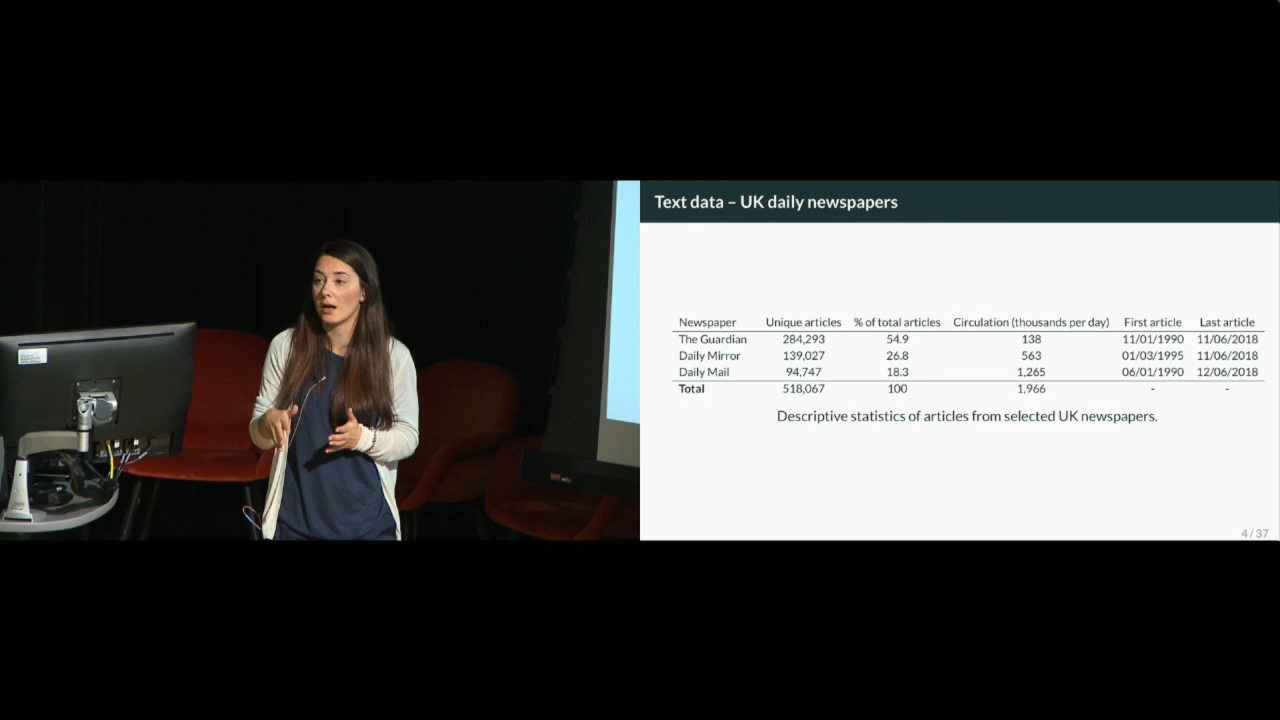 Text data – UK daily newspapers
Newspaper Unique articles % of total articles Circulation (thousands per day) First article Last article
The Guardian 284,293 54.9 138 11/01/1990 11/06/2018
Daily Mirror 139,027 26.8 563 01/03/1995 11/06/2018
Daily Mail 94,747 18.3 1,265 06/01/1990 12/06/2018
Total 518,067 100 1,966 - -
Descriptive statistics of articles from selected UK newspapers.
4 / 37